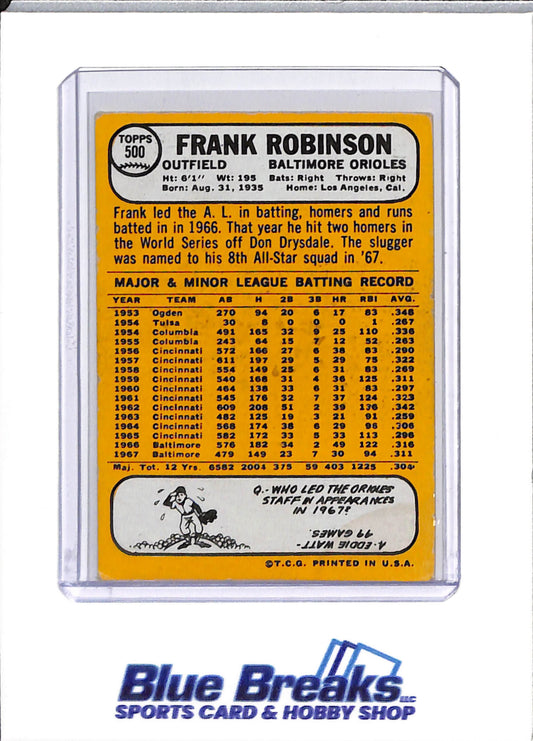 TOPPS
500
FRANK ROBINSON
OUTFIELD BALTIMORE ORIOLES
Ht: 6'1" Wt: 195 Bats: Right Throws: Right
Born: Aug. 31, 1935 Home: Los Angeles, Cal.
Frank led the A. L. in batting, homers and runs
batted in in 1966. That year he hit two homers in
the World Series off Don Drysdale. The slugger
was named to his 8th All-Star squad in '67.
MAJOR & MINOR LEAGUE BATTING RECORD
YEAR TEAM AB H 2B 3B HR RBI AVG.
1953 Ogden 270 94 20 6 17 83 .348
1954 Tulsa 30 8 0 0 0 1 .267
1954 Columbia 491 165 32 9 25 110 .336
1955 Columbia 243 64 15 7 12 52 .263
1956 Cincinnati 572 166 27 6 38 83 .290
1957 Cincinnati 611 197 29 5 29 75 .322
1958 Cincinnati 554 149 25 6 31 83 .269
1959 Cincinnati 540 168 31 4 36 125 .311
1960 Cincinnati 464 138 33 6 31 83 .297
1961 Cincinnati 545 176 32 7 37 124 .323
1962 Cincinnati 609 208 51 2 39 136 .342
1963 Cincinnati 482 125 19 3 21 91 .259
1964 Cincinnati 568 174 38 6 29 96 .306
1965 Cincinnati 582 172 33 5 33 113 .296
1966 Baltimore 576 182 34 2 49 122 .316
1967 Baltimore 479 149 23 7 30 94 .311
Maj. Tot. 12 Yrs. 6582 2004 375 59 403 1225 .304
Q.-WHO LED THE ORIOLES
STAFF IN APPEARANCES
IN 1967?
A. EDDIE WATT-
99 GAMES.
©T.C.G. PRINTED IN U.S.A.
Blue Breaks LLC
SPORTS CARD & HOBBY SHOP